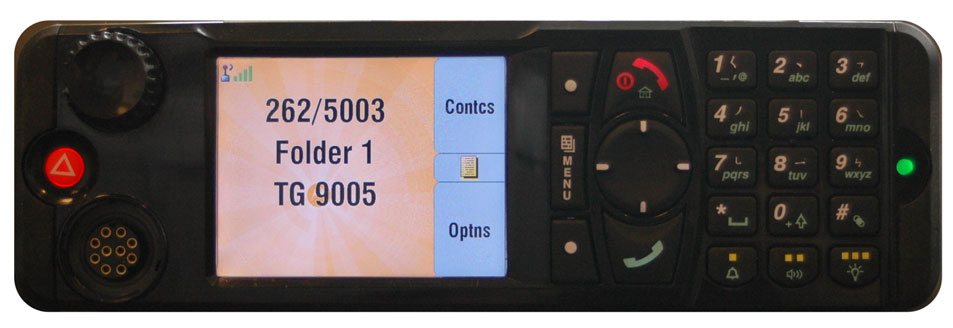 262/5003
Folder 1
TG 9005
Contcs
Optns
MENU
1 _ , @
2 abc
3 def
4 ghi
5 jkl
6 mno
7 pqrs
8 tuv
9 wxyz
*
0 +
#